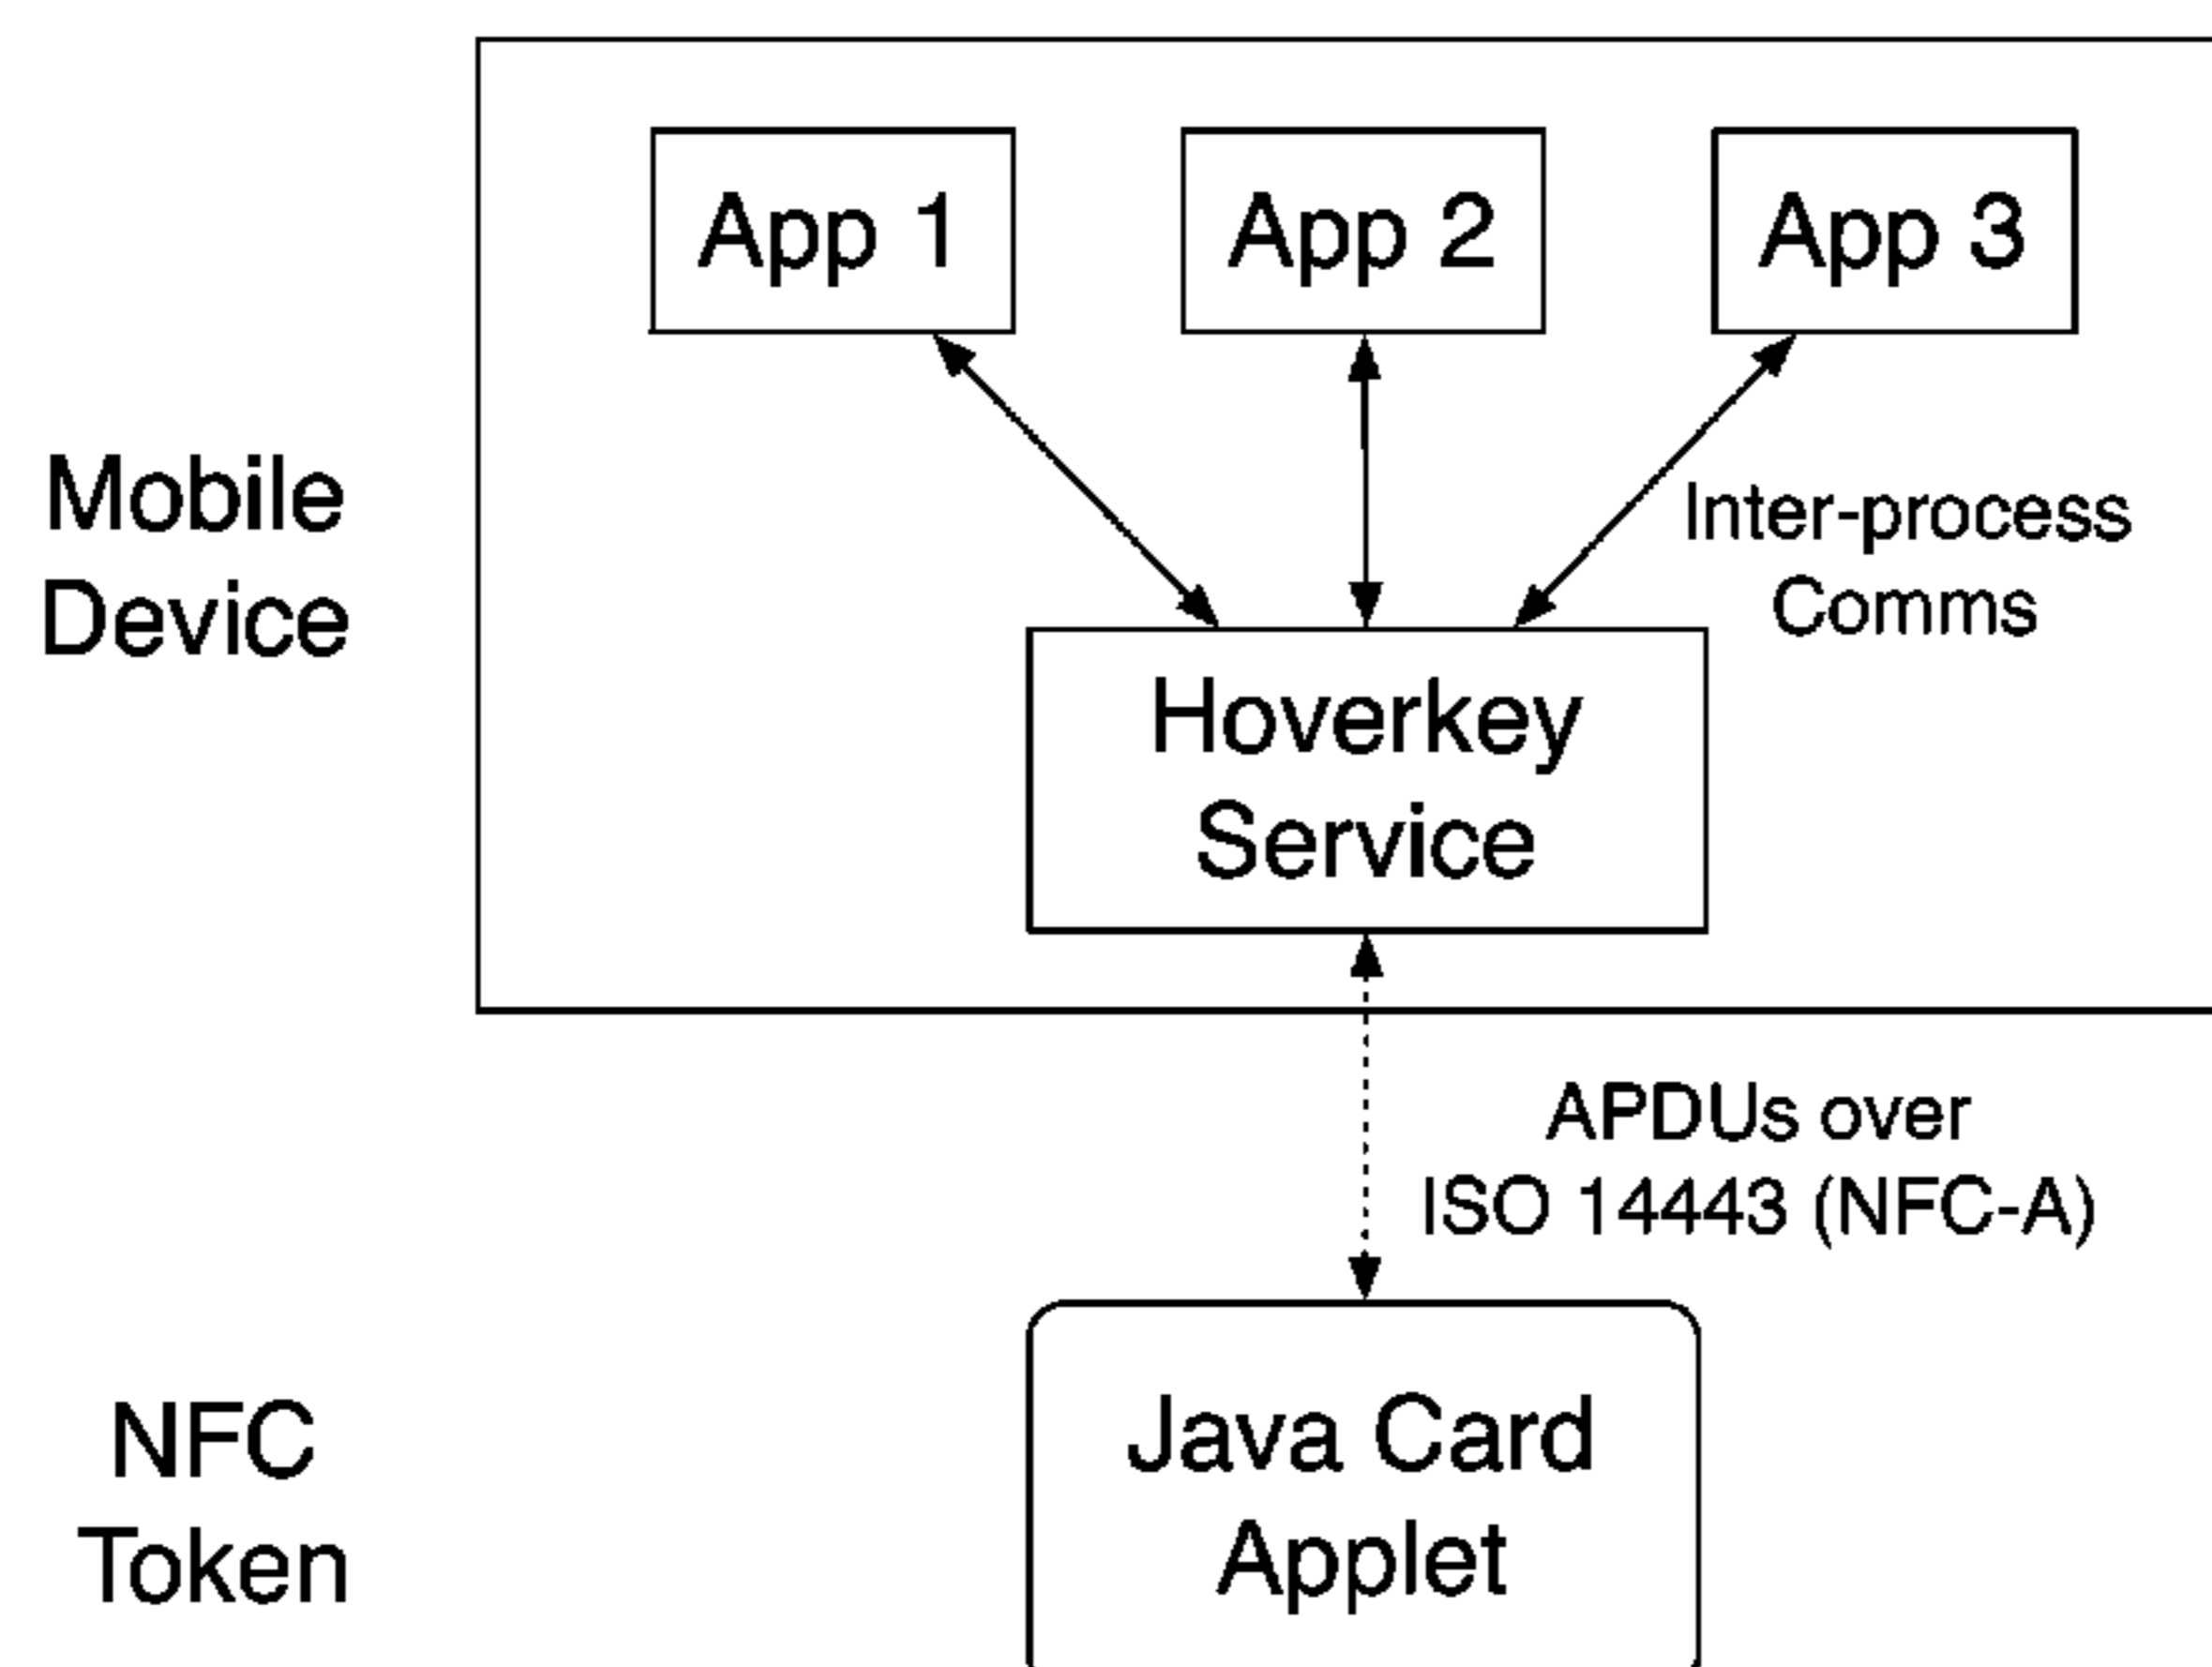 App 1
App 2
App 3
Mobile
Device
Inter-process
Comms
Hoverkey
Service
APDUs over
ISO 14443 (NFC-A)
NFC
Token
Java Card
Applet